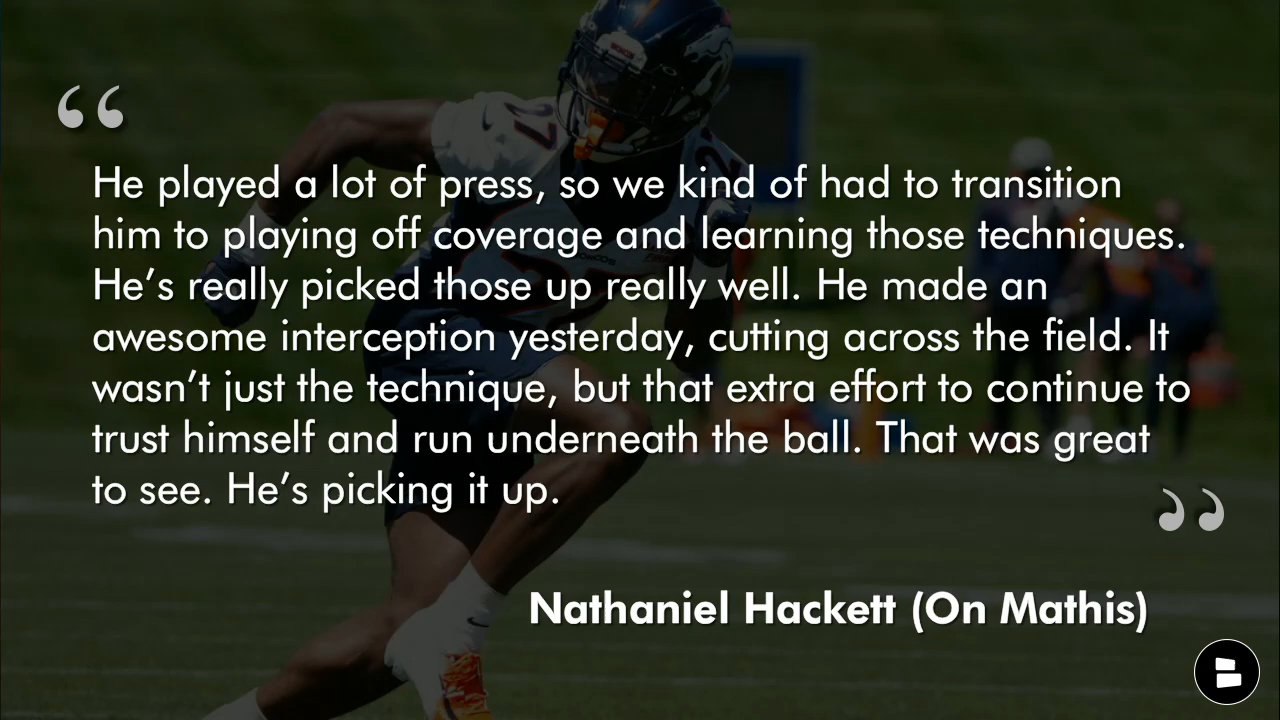 27
“
He played a lot of press, so we kind of had to transition
him to playing off coverage and learning those techniques.
He’s really picked those up really well. He made an
awesome interception yesterday, cutting across the field. It
wasn’t just the technique, but that extra effort to continue to
trust himself and run underneath the ball. That was great
to see. He’s picking it up.
”
Nathaniel Hackett (On Mathis)